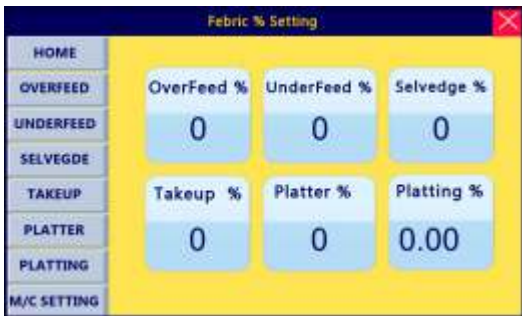 Febric % Setting
HOME
OVERFEED
UNDERFEED
SELVEGDE
TAKEUP
PLATTER
PLATTING
M/C SETTING
OverFeed % UnderFeed % Selvedge %
0 0 0
Takeup % Platter % Platting %
0 0 0.00